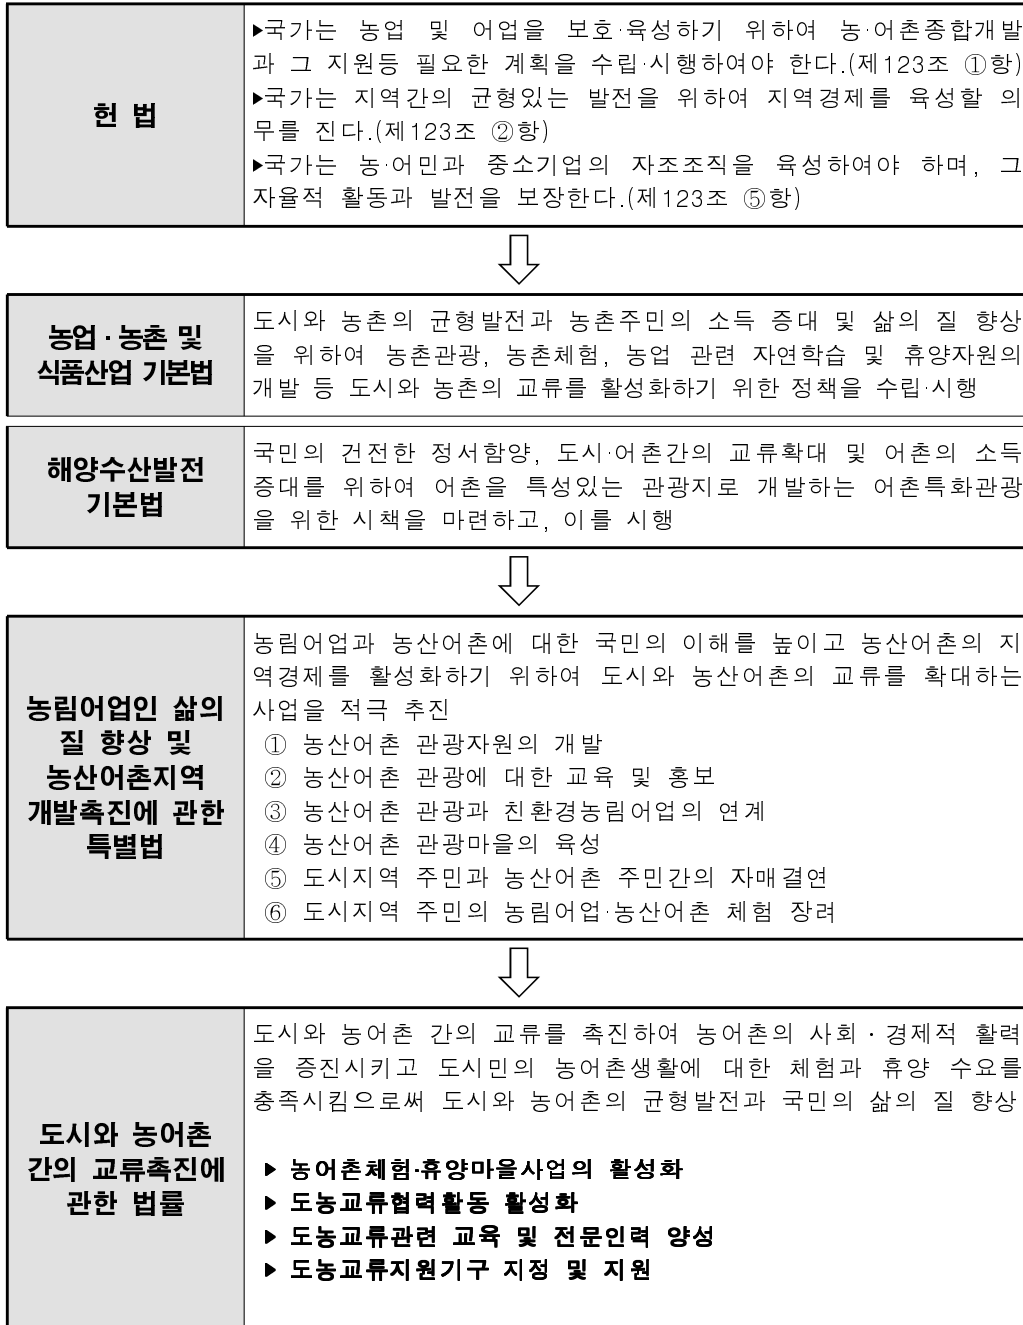 헌 법
▶국가는 농업 및 어업을 보호·육성하기 위하여 농·어촌종합개발
과 그 지원등 필요한 계획을 수립·시행하여야 한다.(제123조 ①항)
▶국가는 지역간의 균형있는 발전을 위하여 지역경제를 육성할 의
무를 진다.(제123조 ②항)
▶국가는 농·어민과 중소기업의 자조조직을 육성하여야 하며, 그
자율적 활동과 발전을 보장한다.(제123조 ⑤항)
농업·농촌 및
식품산업 기본법
도시와 농촌의 균형발전과 농촌주민의 소득 증대 및 삶의 질 향상
을 위하여 농촌관광, 농촌체험, 농업 관련 자연학습 및 휴양자원의
개발 등 도시와 농촌의 교류를 활성화하기 위한 정책을 수립·시행
해양수산발전
기본법
국민의 건전한 정서함양, 도시·어촌간의 교류확대 및 어촌의 소득
증대를 위하여 어촌을 특성있는 관광지로 개발하는 어촌특화관광
을 위한 시책을 마련하고, 이를 시행
농림어업인 삶의
질 향상 및
농산어촌지역
개발촉진에 관한
특별법
농림어업과 농산어촌에 대한 국민의 이해를 높이고 농산어촌의 지
역경제를 활성화하기 위하여 도시와 농산어촌의 교류를 확대하는
사업을 적극 추진
① 농산어촌 관광자원의 개발
② 농산어촌 관광에 대한 교육 및 홍보
③ 농산어촌 관광과 친환경농림어업의 연계
④ 농산어촌 관광마을의 육성
⑤ 도시지역 주민과 농산어촌 주민간의 자매결연
⑥ 도시지역 주민의 농림어업·농산어촌 체험 장려
도시와 농어촌
간의 교류촉진에
관한 법률
도시와 농어촌 간의 교류를 촉진하여 농어촌의 사회·경제적 활력
을 증진시키고 도시민의 농어촌생활에 대한 체험과 휴양 수요를
충족시킴으로써 도시와 농어촌의 균형발전과 국민의 삶의 질 향상
▶ 농어촌체험·휴양마을사업의 활성화
▶ 도농교류협력활동 활성화
▶ 도농교류관련 교육 및 전문인력 양성
▶ 도농교류지원기구 지정 및 지원